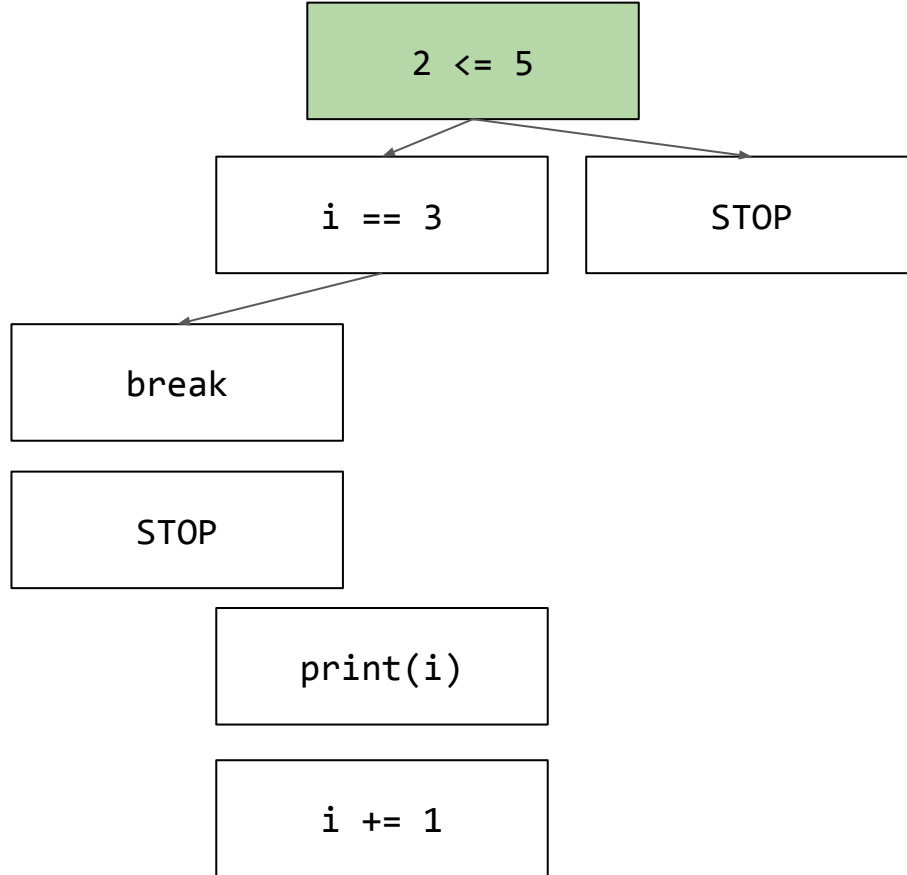 2 <= 5
i == 3
STOP
break
STOP
print(i)
i += 1